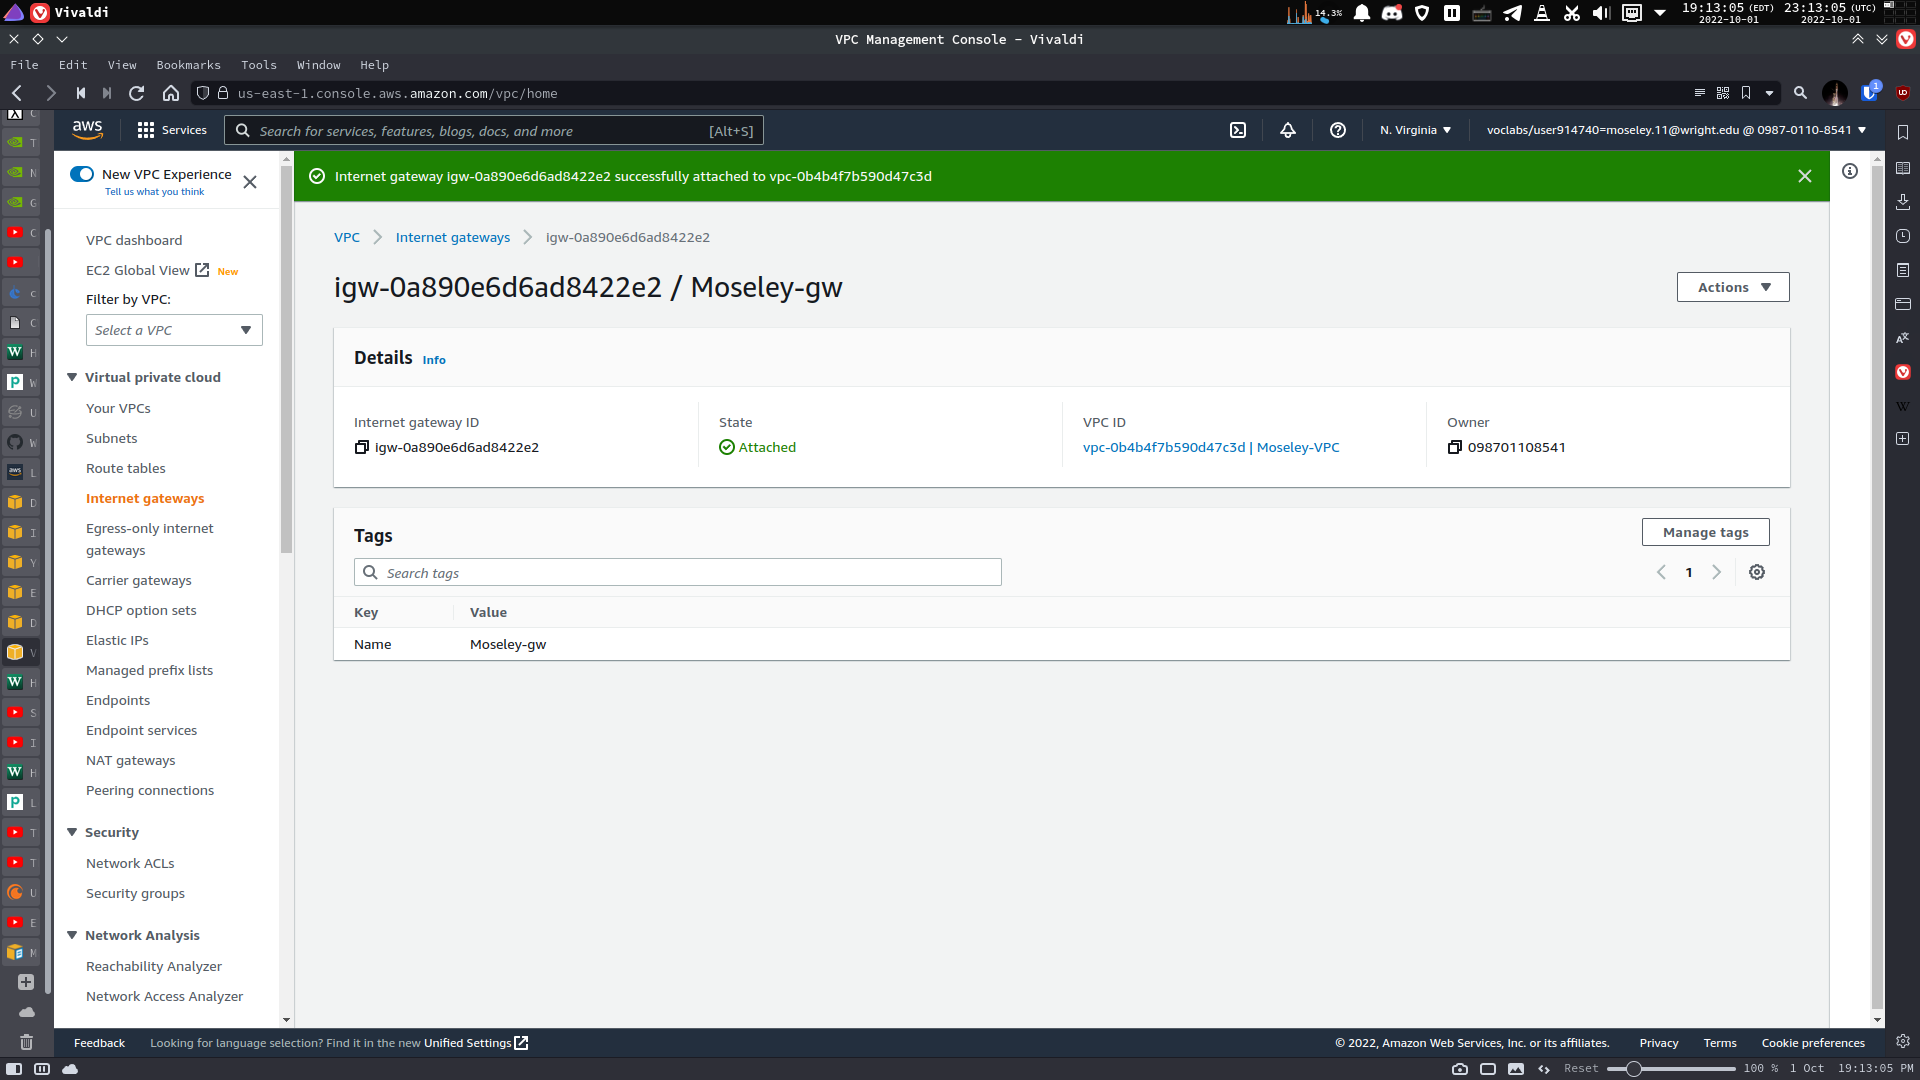 Vivaldi
14.3%
19:13:05 (EDT) 23:13:05 (UTC)
2022-10-01 2022-10-01
VPC Management Console - Vivaldi
File Edit View Bookmarks Tools Window Help
us-east-1.console.aws.amazon.com/vpc/home
1
aws
Services
Search for services, features, blogs, docs, and more [Alt+S]
N. Virginia
voclabs/user914740=moseley.11@wright.edu @ 0987-0110-8541
New VPC Experience
Tell us what you think
Internet gateway igw-0a890e6d6ad8422e2 successfully attached to vpc-0b4b4f7b590d47c3d
VPC dashboard
EC2 Global View New
Filter by VPC:
Select a VPC
Virtual private cloud
Your VPCs
Subnets
Route tables
Internet gateways
Egress-only internet
gateways
Carrier gateways
DHCP option sets
Elastic IPs
Managed prefix lists
Endpoints
Endpoint services
NAT gateways
Peering connections
Security
Network ACLs
Security groups
Network Analysis
Reachability Analyzer
Network Access Analyzer
VPC Internet gateways igw-0a890e6d6ad8422e2
igw-0a890e6d6ad8422e2 / Moseley-gw
Actions
Details Info
Internet gateway ID
igw-0a890e6d6ad8422e2
State
Attached
VPC ID
vpc-0b4b4f7b590d47c3d | Moseley-VPC
Owner
098701108541
Tags
Manage tags
Search tags
1
Key Value
Name Moseley-gw
Feedback Looking for language selection? Find it in the new Unified Settings
© 2022, Amazon Web Services, Inc. or its affiliates. Privacy Terms Cookie preferences
Reset 100 % 1 Oct 19:13:05 PM